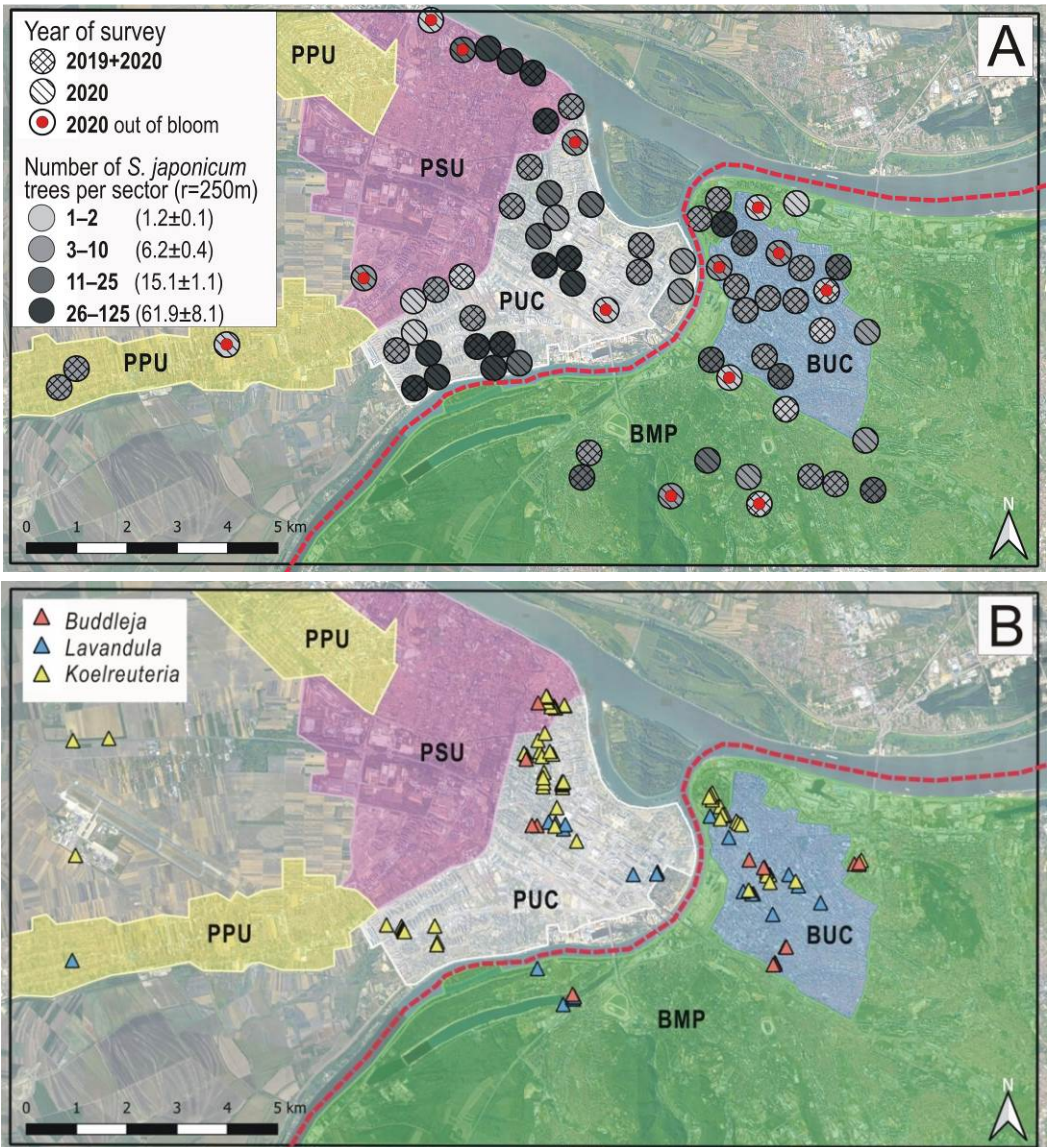 Year of survey
2019+2020
2020
2020 out of bloom
Number of S. japonicum
trees per sector (r=250m)
1–2 (1.2±0.1)
3–10 (6.2±0.4)
11–25 (15.1±1.1)
26–125 (61.9±8.1)
A
PPU
PSU
PUC
PPU
BUC
BMP
0 1 2 3 4 5 km
N
B
Buddleja
Lavandula
Koelreuteria
PPU
PSU
PUC
PPU
BUC
BMP
0 1 2 3 4 5 km
N